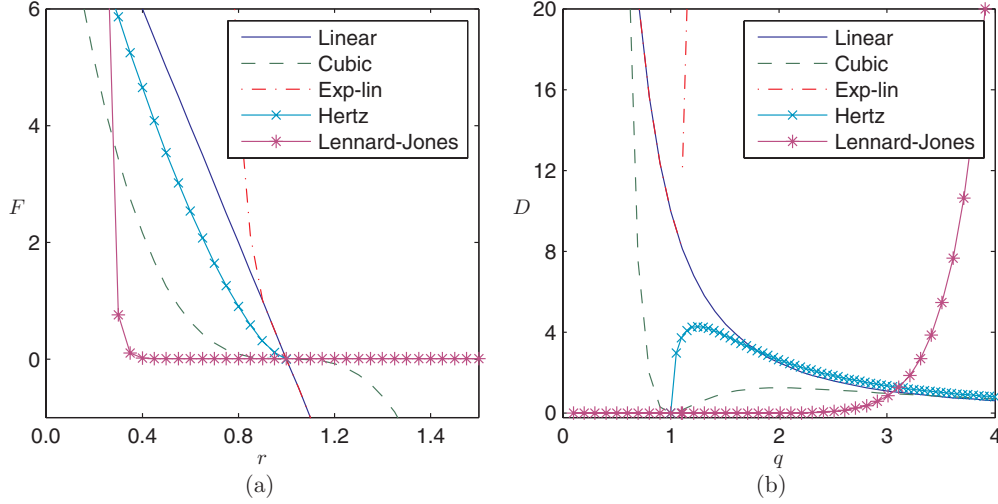 6
4
2
0
F
0.0
0.4
0.8
1.2
1.4
r
(a)
Linear
Cubic
Exp-lin
Hertz
Lennard-Jones
20
16
12
8
4
0
D
0
1
2
3
4
q
(b)
Linear
Cubic
Exp-lin
Hertz
Lennard-Jones